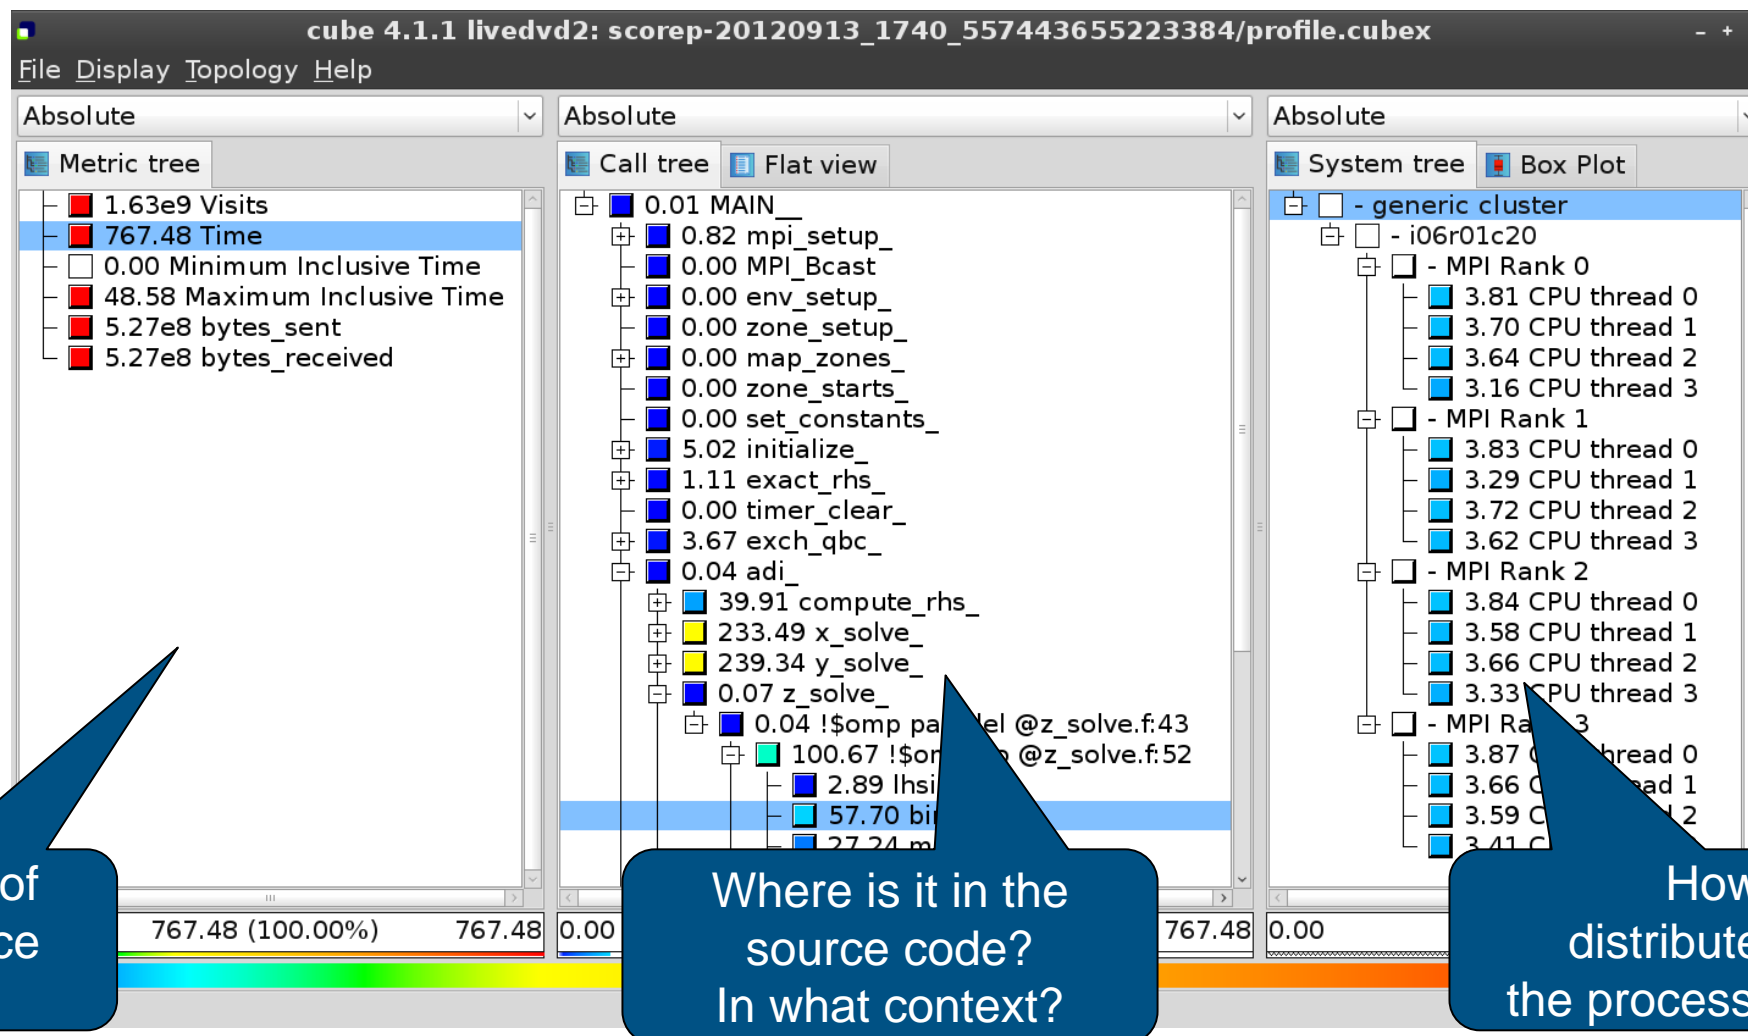 cube 4.1.1 livedvd2: scorep-20120913_1740_557443655223384/profile.cubex
File Display Topology Help
Absolute
Metric tree
1.63e9 Visits
767.48 Time
0.00 Minimum Inclusive Time
48.58 Maximum Inclusive Time
5.27e8 bytes_sent
5.27e8 bytes_received
767.48 (100.00%) 767.48
Absolute
Call tree Flat view
0.01 MAIN__
0.82 mpi_setup_
0.00 MPI_Bcast
0.00 env_setup_
0.00 zone_setup_
0.00 map_zones_
0.00 zone_starts_
0.00 set_constants_
5.02 initialize_
1.11 exact_rhs_
0.00 timer_clear_
3.67 exch_qbc_
0.04 adi_
39.91 compute_rhs_
233.49 x_solve_
239.34 y_solve_
0.07 z_solve_
0.04 !$omp pa el @z_solve.f:43
100.67 !$o @z_solve.f:52
2.89 lhsi
57.70 bi
27.24 m
0.00 767.48
Absolute
System tree Box Plot
- generic cluster
- i06r01c20
- MPI Rank 0
3.81 CPU thread 0
3.70 CPU thread 1
3.64 CPU thread 2
3.16 CPU thread 3
- MPI Rank 1
3.83 CPU thread 0
3.29 CPU thread 1
3.72 CPU thread 2
3.62 CPU thread 3
- MPI Rank 2
3.84 CPU thread 0
3.58 CPU thread 1
3.66 CPU thread 2
3.33 CPU thread 3
- MPI Ra 3
3.87 hread 0
3.66 C ad 1
3.59 C 2
3.41 C
0.00
of
ce
Where is it in the
source code?
In what context?
How
distribute
the process